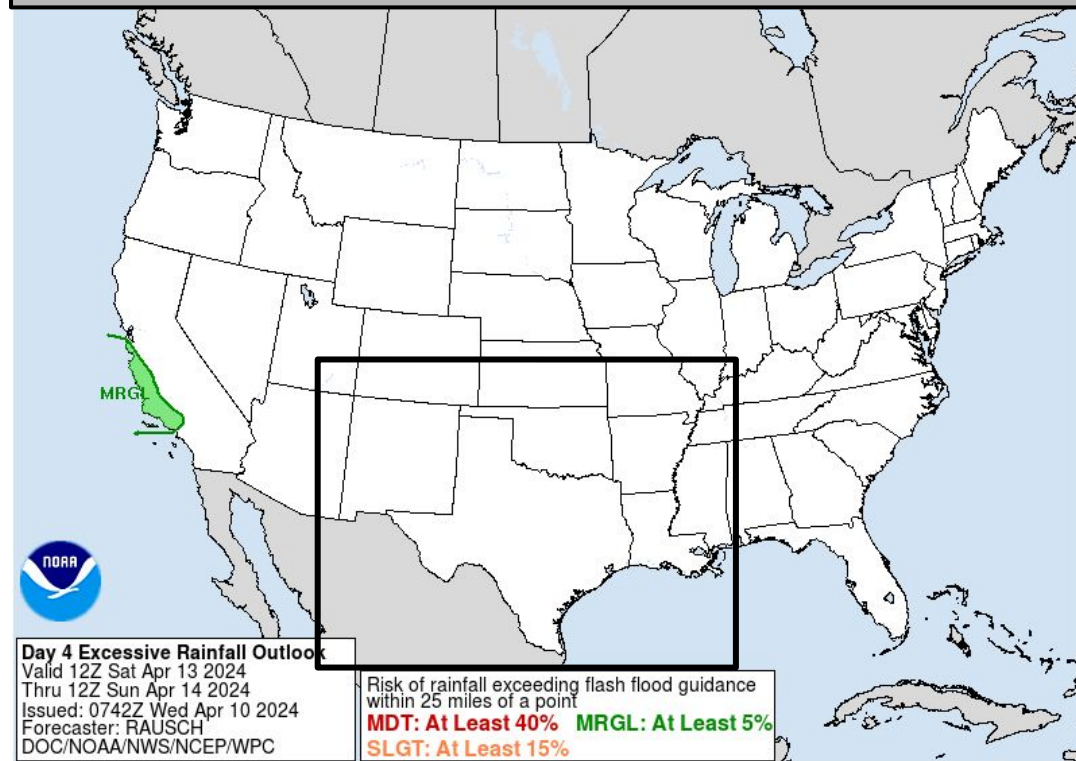 MRGL
NOAA
Day 4 Excessive Rainfall Outlook
Valid 12Z Sat Apr 13 2024
Thru 12Z Sun Apr 14 2024
Issued: 0742Z Wed Apr 10 2024
Forecaster: RAUSCH
DOC/NOAA/NWS/NCEP/WPC
Risk of rainfall exceeding flash flood guidance
within 25 miles of a point
MDT: At Least 40% MRGL: At Least 5%
SLGT: At Least 15%